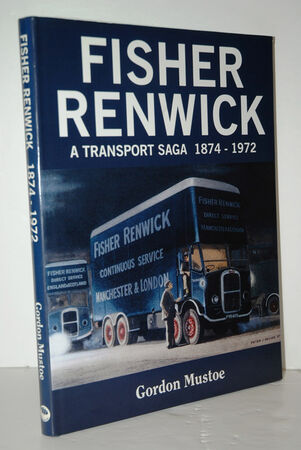 FISHER RENWICK 1874 - 1972
Gordon Mustoe
FISHER
RENWICK
A TRANSPORT SAGA 1874 - 1972
FISHER RENWICK
DIRECT SERVICE
ENGLAND & SCOTLAND
FISHER RENWICK
CONTINUOUS SERVICE
MANCHESTER & LONDON
FISHER RENWICK
DIRECT SERVICE
MANCHESTER & LONDON
Gordon Mustoe